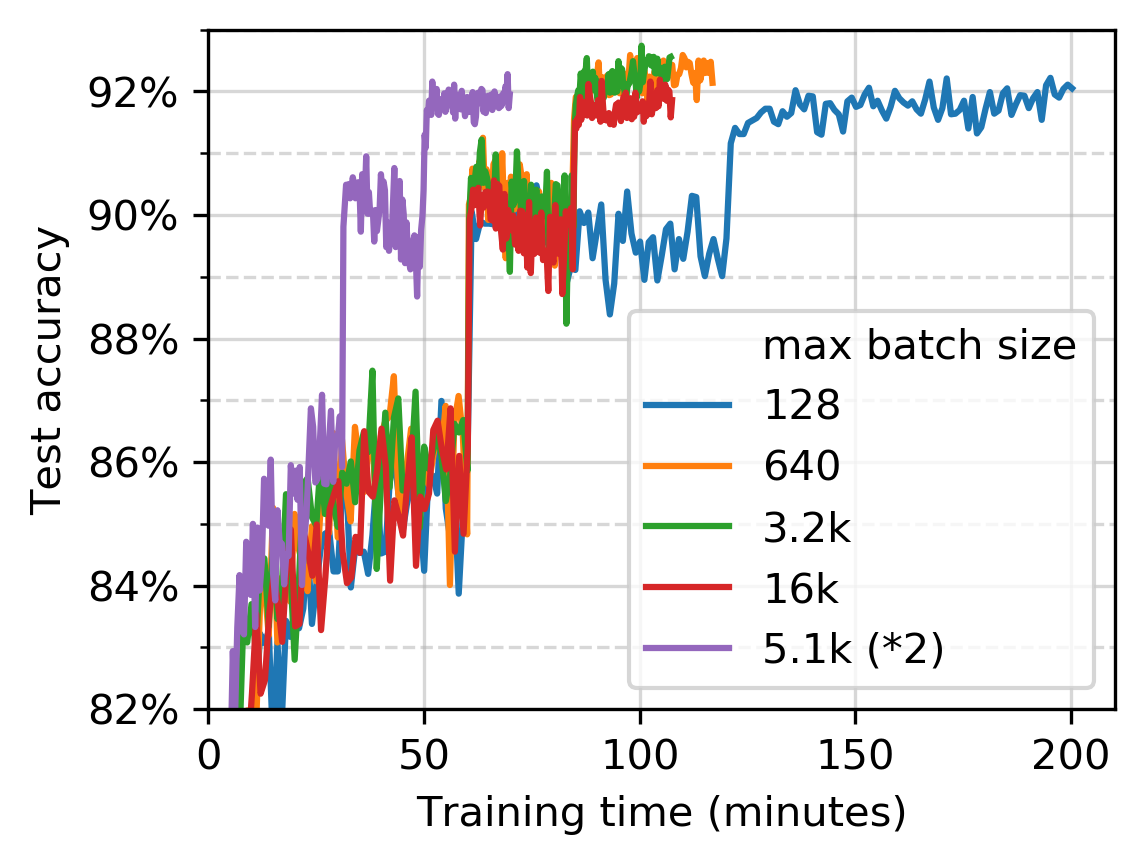 92%
90%
88%
86%
84%
82%
Test accuracy
0
50
100
150
200
Training time (minutes)
max batch size
128
640
3.2k
16k
5.1k (*2)